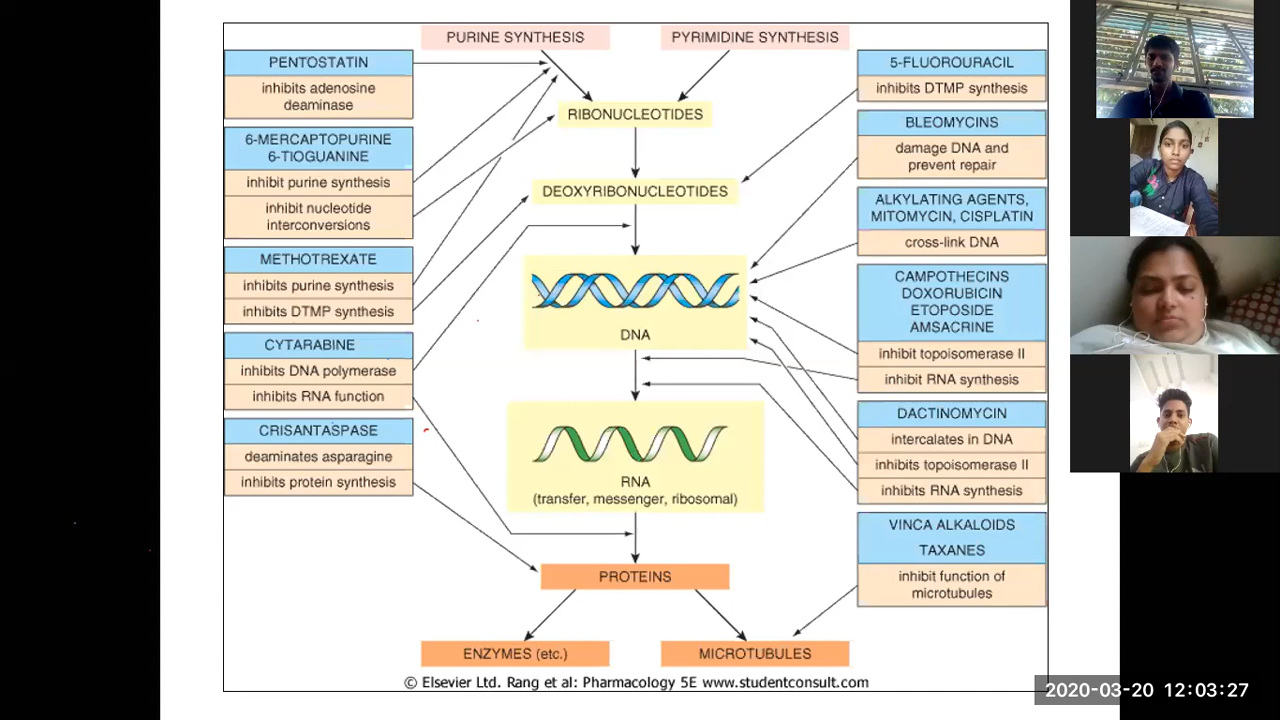 PURINE SYNTHESIS
PYRIMIDINE SYNTHESIS
PENTOSTATIN
inhibits adenosine
deaminase
6-MERCAPTOPURINE
6-TIOGUANINE
inhibit purine synthesis
inhibit nucleotide
interconversions
METHOTREXATE
inhibits purine synthesis
inhibits DTMP synthesis
CYTARABINE
inhibits DNA polymerase
inhibits RNA function
CRISANTASPASE
deaminates asparagine
inhibits protein synthesis
RIBONUCLEOTIDES
DEOXYRIBONUCLEOTIDES
DNA
RNA
(transfer, messenger, ribosomal)
PROTEINS
ENZYMES (etc.)
MICROTUBULES
5-FLUOROURACIL
inhibits DTMP synthesis
BLEOMYCINS
damage DNA and
prevent repair
ALKYLATING AGENTS,
MITOMYCIN, CISPLATIN
cross-link DNA
CAMPOTHECINS
DOXORUBICIN
ETOPOSIDE
AMSACRINE
inhibit topoisomerase II
inhibit RNA synthesis
DACTINOMYCIN
intercalates in DNA
inhibits topoisomerase II
inhibits RNA synthesis
VINCA ALKALOIDS
TAXANES
inhibit function of
microtubules
© Elsevier Ltd. Rang et al: Pharmacology 5E www.studentconsult.com
2020-03-20 12:03:27